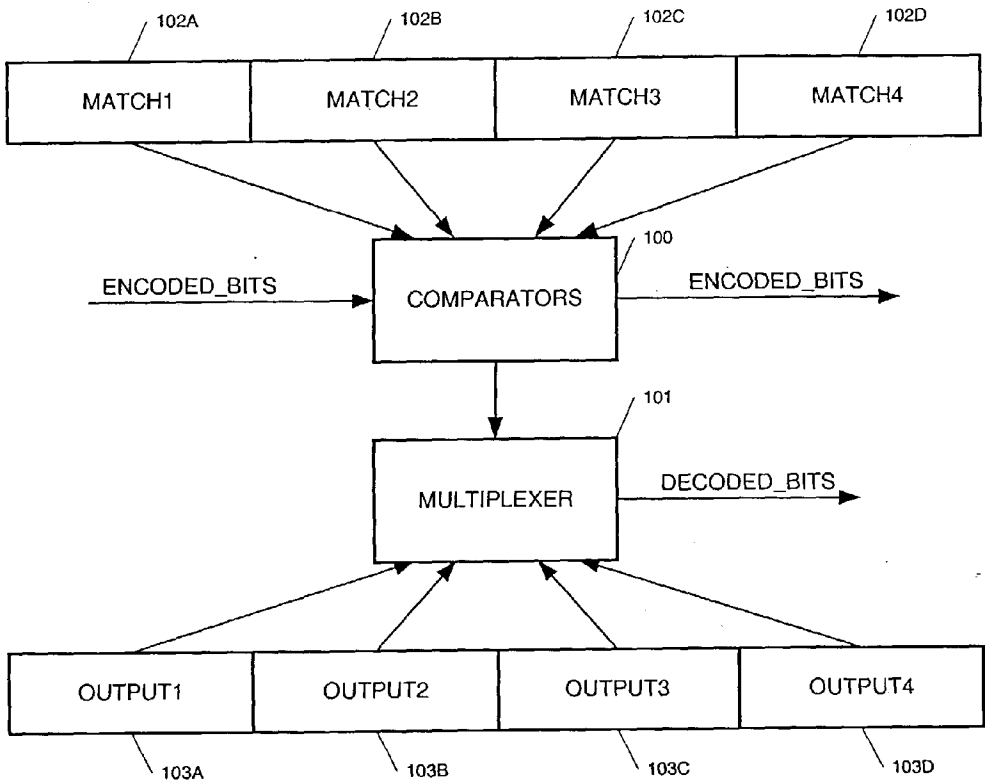 102A 102B 102C 102D
MATCH1 MATCH2 MATCH3 MATCH4
100
ENCODED_BITS COMPARATORS ENCODED_BITS
101
MULTIPLEXER DECODED_BITS
OUTPUT1 OUTPUT2 OUTPUT3 OUTPUT4
103A 103B 103C 103D